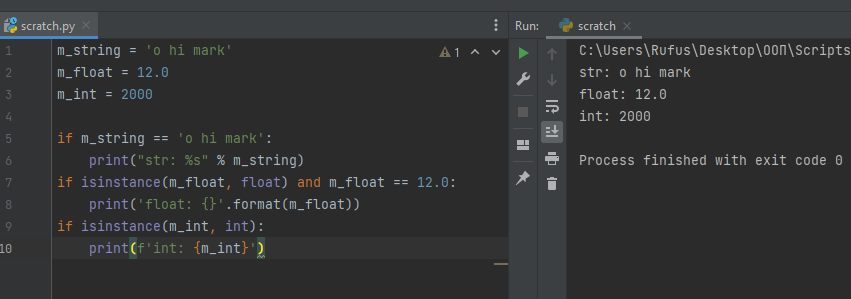 scratch.py
Run: scratch
1 m_string = 'o hi mark'
2 m_float = 12.0
3 m_int = 2000
4
5 if m_string == 'o hi mark':
6     print("str: %s" % m_string)
7 if isinstance(m_float, float) and m_float == 12.0:
8     print('float: {}'.format(m_float))
9 if isinstance(m_int, int):
10     print(f'int: {m_int}')
1
C:\Users\Rufus\Desktop\ООП\Scripts
str: o hi mark
float: 12.0
int: 2000
Process finished with exit code 0